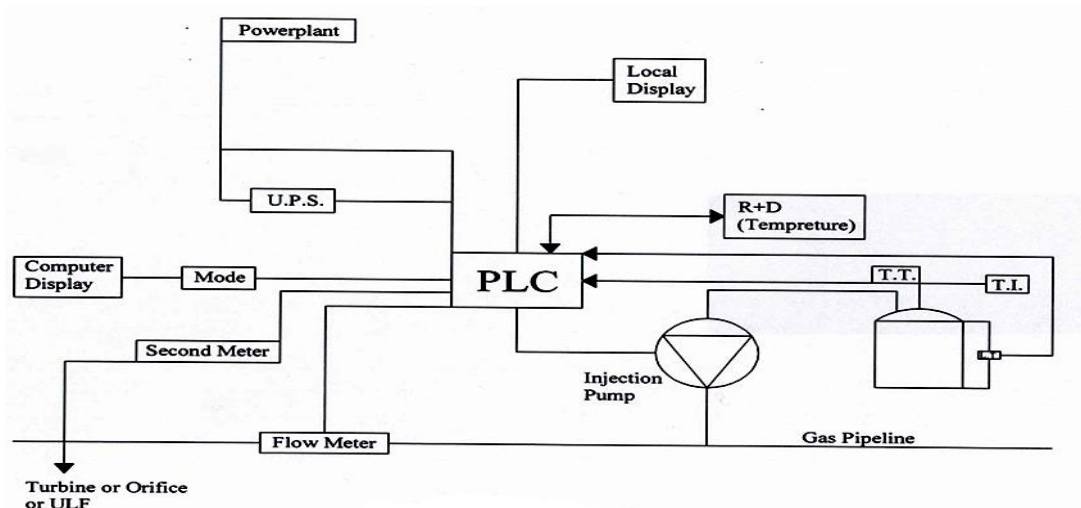 Powerplant
Local
Display
U.P.S.
R+D
(Tempreture)
Computer
Display
Mode
PLC
T.T.
T.I.
Second Meter
Injection
Pump
L.T
Flow Meter
Gas Pipeline
Turbine or Orifice
or ULF